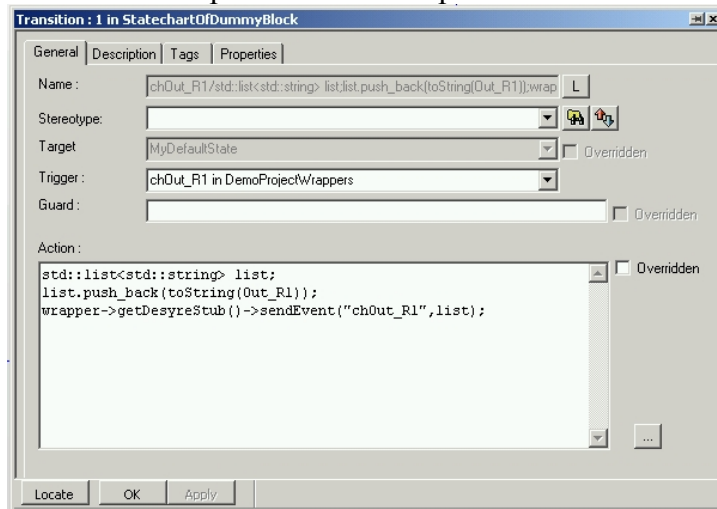 Transition : 1 in StatechartOfDummyBlock
General Description Tags Properties
Name : chOut_R1/std::list<std::string> list;list.push_back(toString(Out_R1));wrap L
Stereotype:
Target MyDefaultState Overridden
Trigger : chOut_R1 in DemoProjectWrappers
Guard : Overridden
Action :
std::list<std::string> list;
Overridden
list.push_back(toString(Out_R1));
wrapper->getDesyreStub()->sendEvent("chOut_R1",list);
...
Locate OK Apply